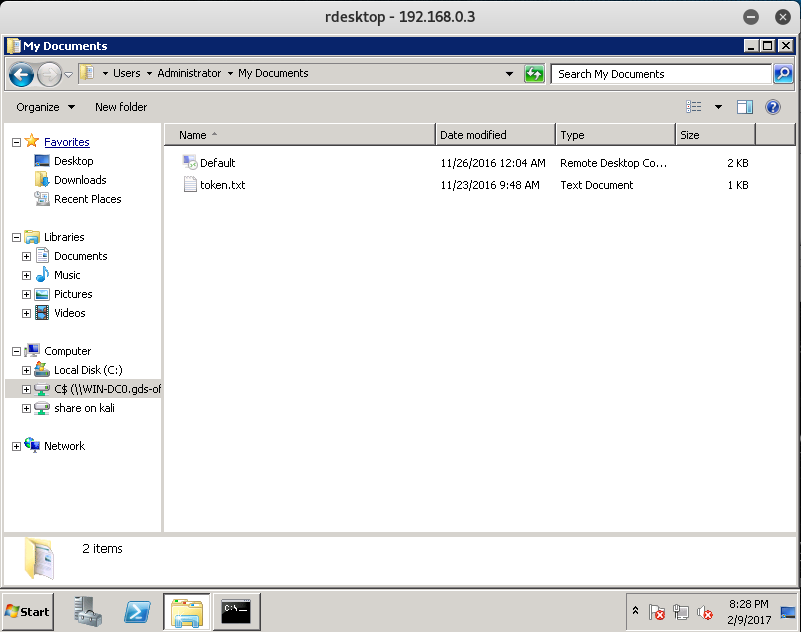 rdesktop - 192.168.0.3
My Documents
Users Administrator My Documents
Search My Documents
Organize New folder
Name Date modified Type Size
Favorites
Desktop
Downloads
Recent Places
Libraries
Documents
Music
Pictures
Videos
Computer
Local Disk (C:)
C$ (\\WIN-DC0.gds-of
share on kali
Network
Default 11/26/2016 12:04 AM Remote Desktop Co... 2 KB
token.txt 11/23/2016 9:48 AM Text Document 1 KB
2 items
Start
C:\
8:28 PM
2/9/2017